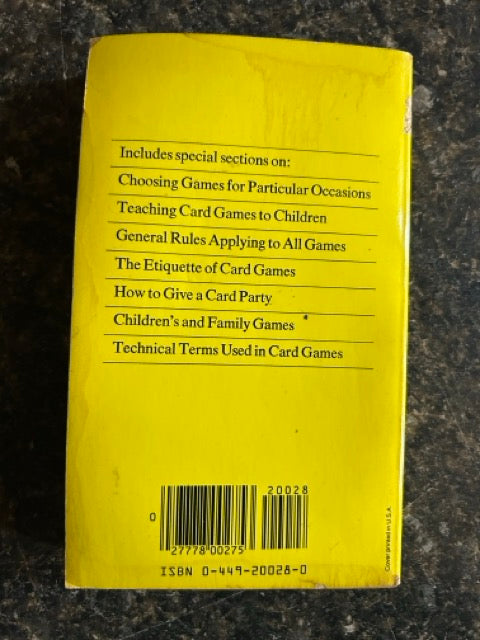 Includes special sections on:
Choosing Games for Particular Occasions
Teaching Card Games to Children
General Rules Applying to All Games
The Etiquette of Card Games
How to Give a Card Party
Children's and Family Games
Technical Terms Used in Card Games
20028
0
27778 00275
ISBN 0-449-20028-0
Cover printed in U.S.A.